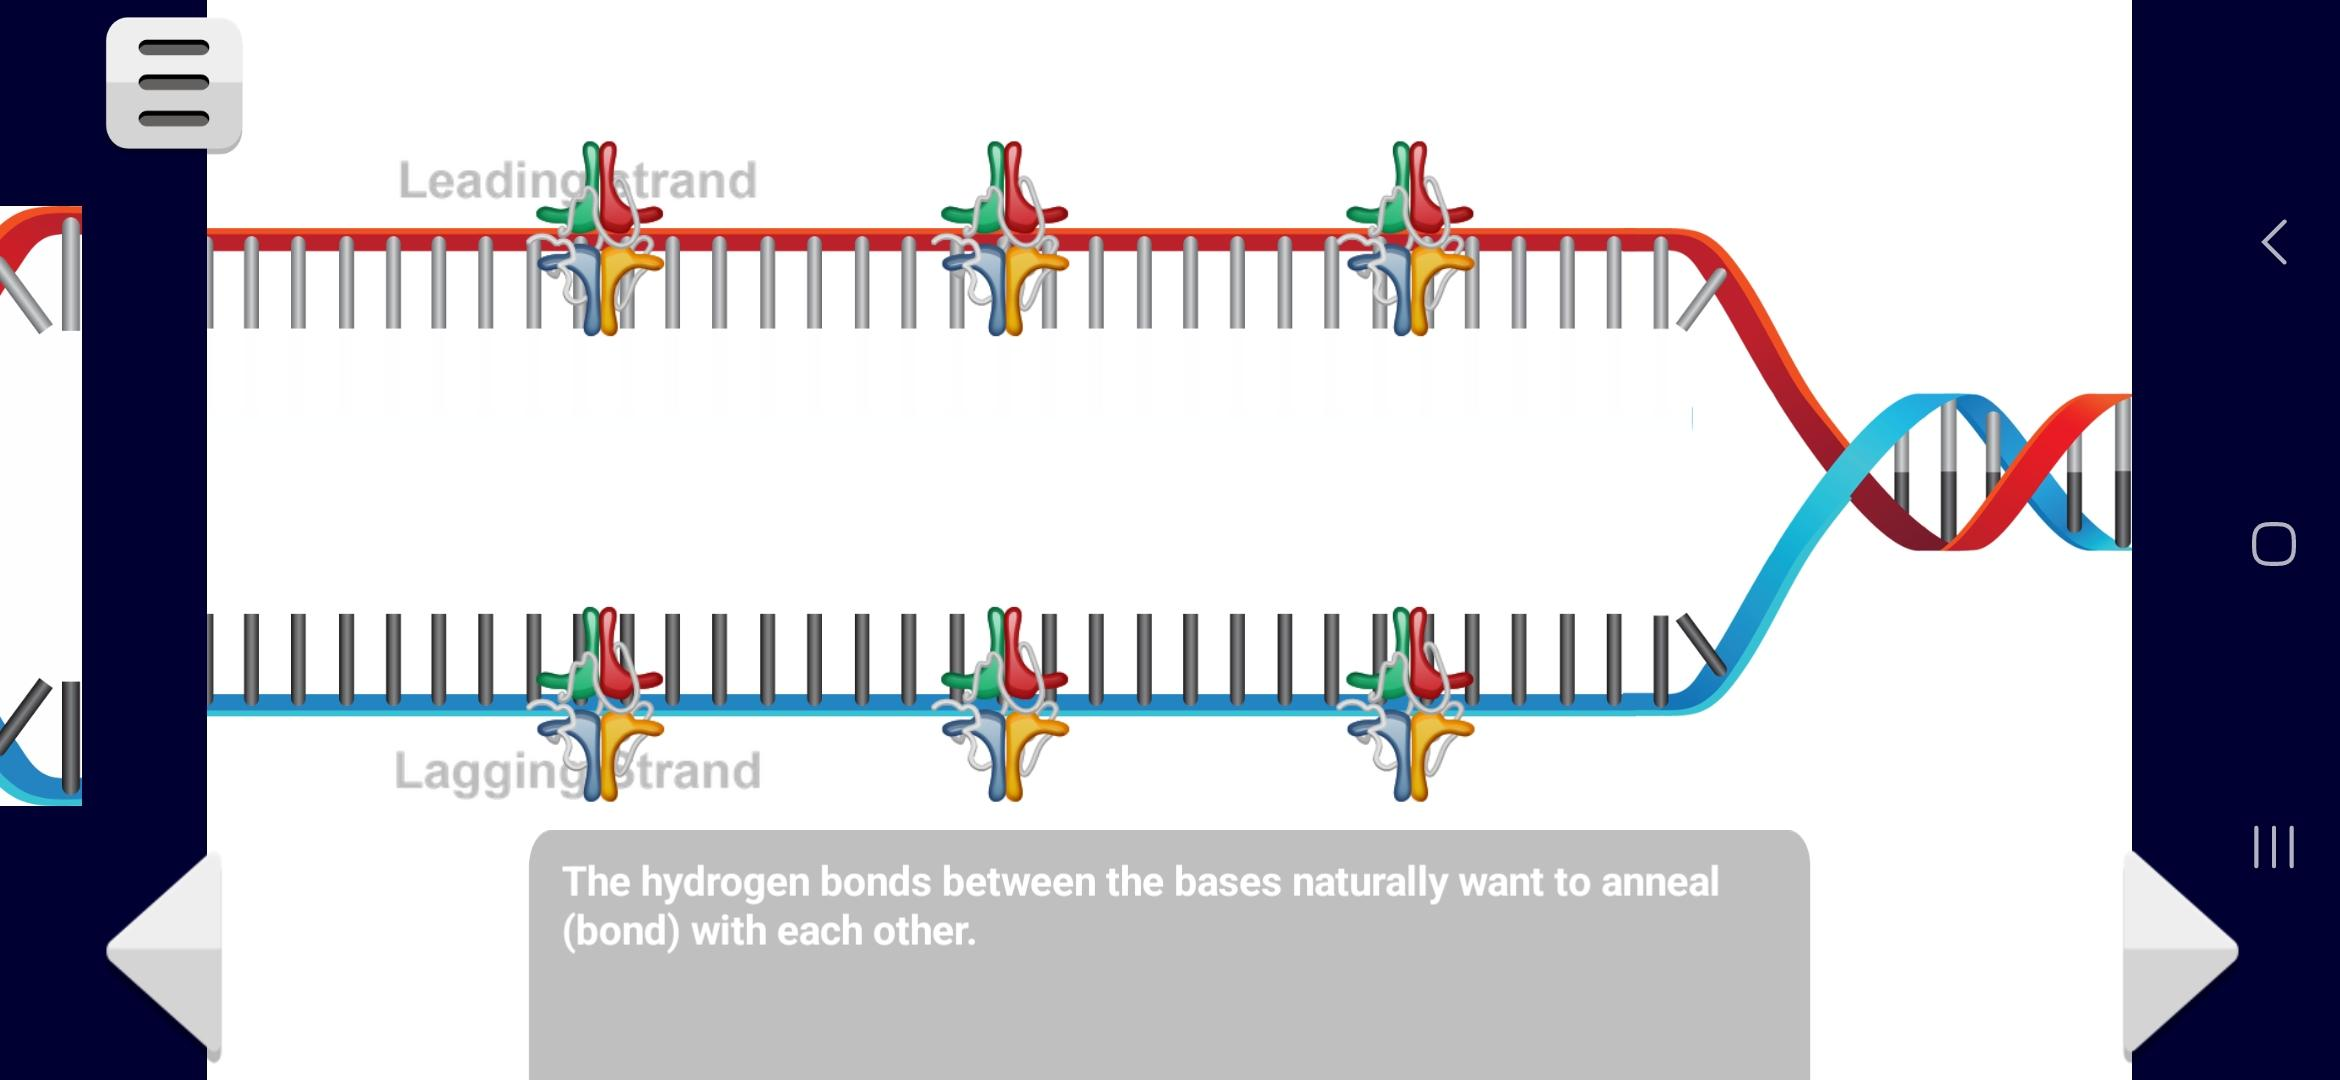 Leading strand
Lagging Strand
The hydrogen bonds between the bases naturally want to anneal
(bond) with each other.